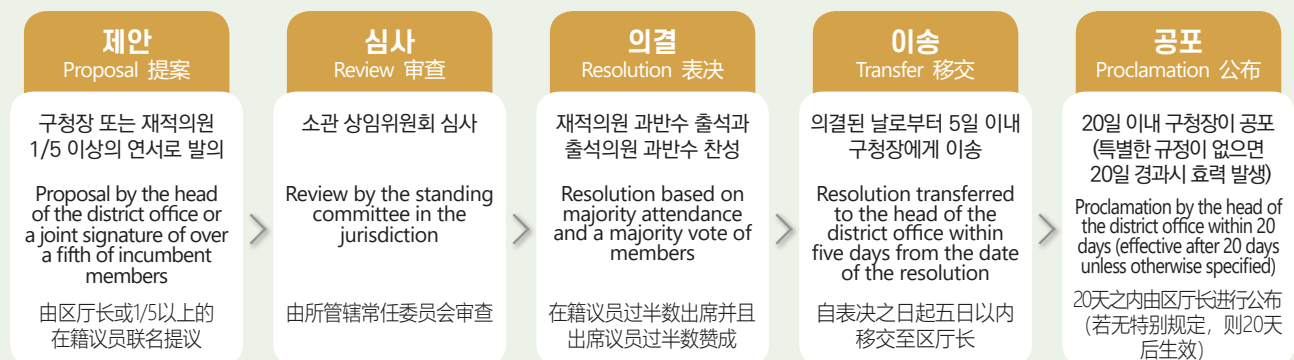 제안
Proposal 提案
구청장 또는 재적의원
1/5 이상의 연서로 발의
Proposal by the head
of the district office or
a joint signature of over
a fifth of incumbent
members
由区厅长或1/5以上的
在籍议员联名提议
심사
Review 审查
소관 상임위원회 심사
Review by the standing
committee in the
jurisdiction
由所管辖常任委员会审查
의결
Resolution 表决
재적의원 과반수 출석과
출석의원 과반수 찬성
Resolution based on
majority attendance
and a majority vote of
members
在籍议员过半数出席并且
出席议员过半数赞成
이송
Transfer 移交
의결된 날로부터 5일 이내
구청장에게 이송
Resolution transferred
to the head of the
district office within
five days from the date
of the resolution
自表决之日起五日以内
移交至区厅长
공포
Proclamation 公布
20일 이내 구청장이 공포
(특별한 규정이 없으면
20일 경과시 효력 발생)
Proclamation by the head of
the district office within 20
days (effective after 20 days
unless otherwise specified)
20天之内由区厅长进行公布
（若无特别规定，则20天
后生效）